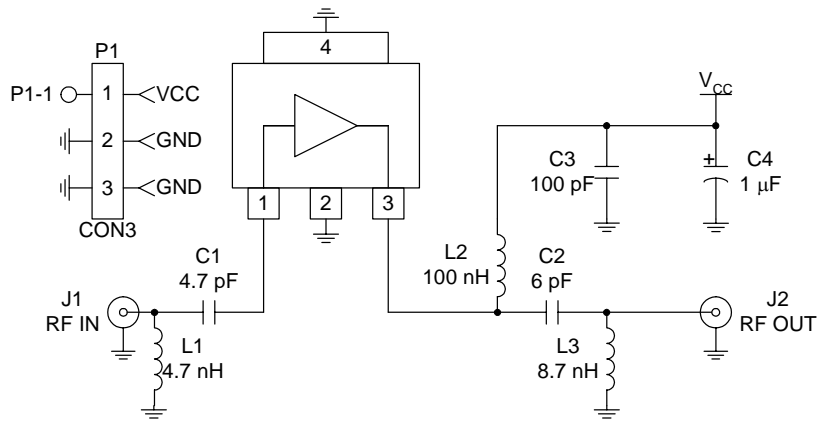 P1
P1-1
1
VCC
2
GND
3
GND
CON3
4
1
2
3
C1
4.7 pF
J1
RF IN
L1
4.7 nH
L2
100 nH
C2
6 pF
L3
8.7 nH
J2
RF OUT
VCC
C3
100 pF
+
C4
1 μF